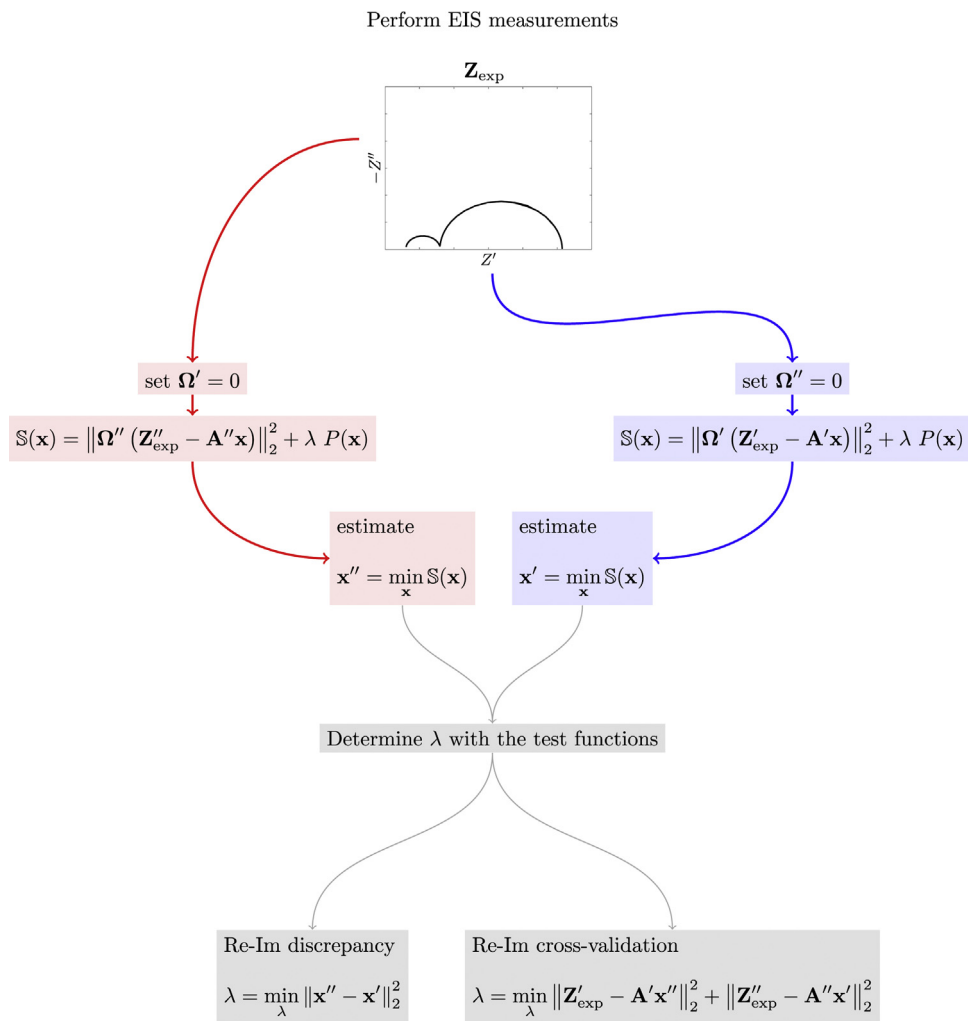 Perform EIS measurements
Z_exp
−Z″
Z′
set Ω′ = 0
set Ω″ = 0
𝕊(x) = ‖Ω″ (Z″_exp − A″x)‖₂² + λ P(x)
𝕊(x) = ‖Ω′ (Z′_exp − A′x)‖₂² + λ P(x)
estimate
x″ = min_x 𝕊(x)
estimate
x′ = min_x 𝕊(x)
Determine λ with the test functions
Re-Im discrepancy
λ = min_λ ‖x″ − x′‖₂²
Re-Im cross-validation
λ = min_λ ‖Z′_exp − A′x″‖₂² + ‖Z″_exp − A″x′‖₂²